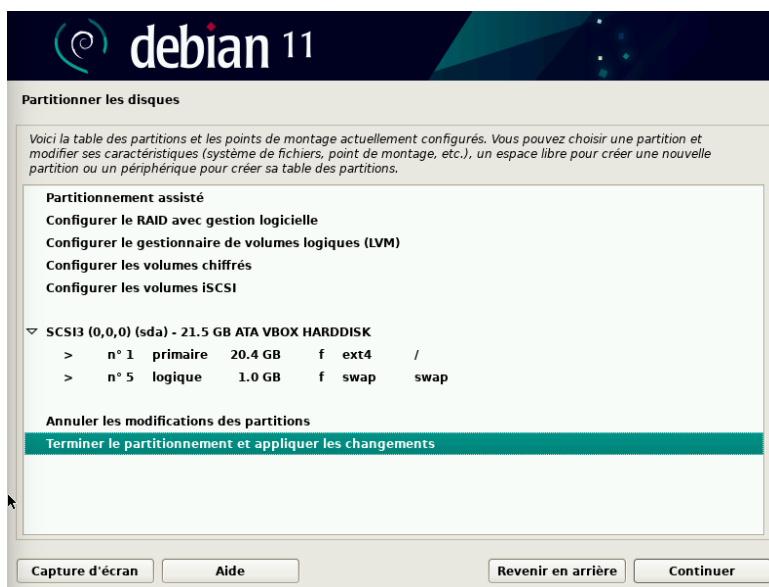 debian 11
Partitionner les disques
Voici la table des partitions et les points de montage actuellement configurés. Vous pouvez choisir une partition et
modifier ses caractéristiques (système de fichiers, point de montage, etc.), un espace libre pour créer une nouvelle
partition ou un périphérique pour créer sa table des partitions.
Partitionnement assisté
Configurer le RAID avec gestion logicielle
Configurer le gestionnaire de volumes logiques (LVM)
Configurer les volumes chiffrés
Configurer les volumes iSCSI
SCSI3 (0,0,0) (sda) - 21.5 GB ATA VBOX HARDDISK
> n° 1 primaire 20.4 GB f ext4 /
> n° 5 logique 1.0 GB f swap swap
Annuler les modifications des partitions
Terminer le partitionnement et appliquer les changements
Capture d'écran Aide Revenir en arrière Continuer